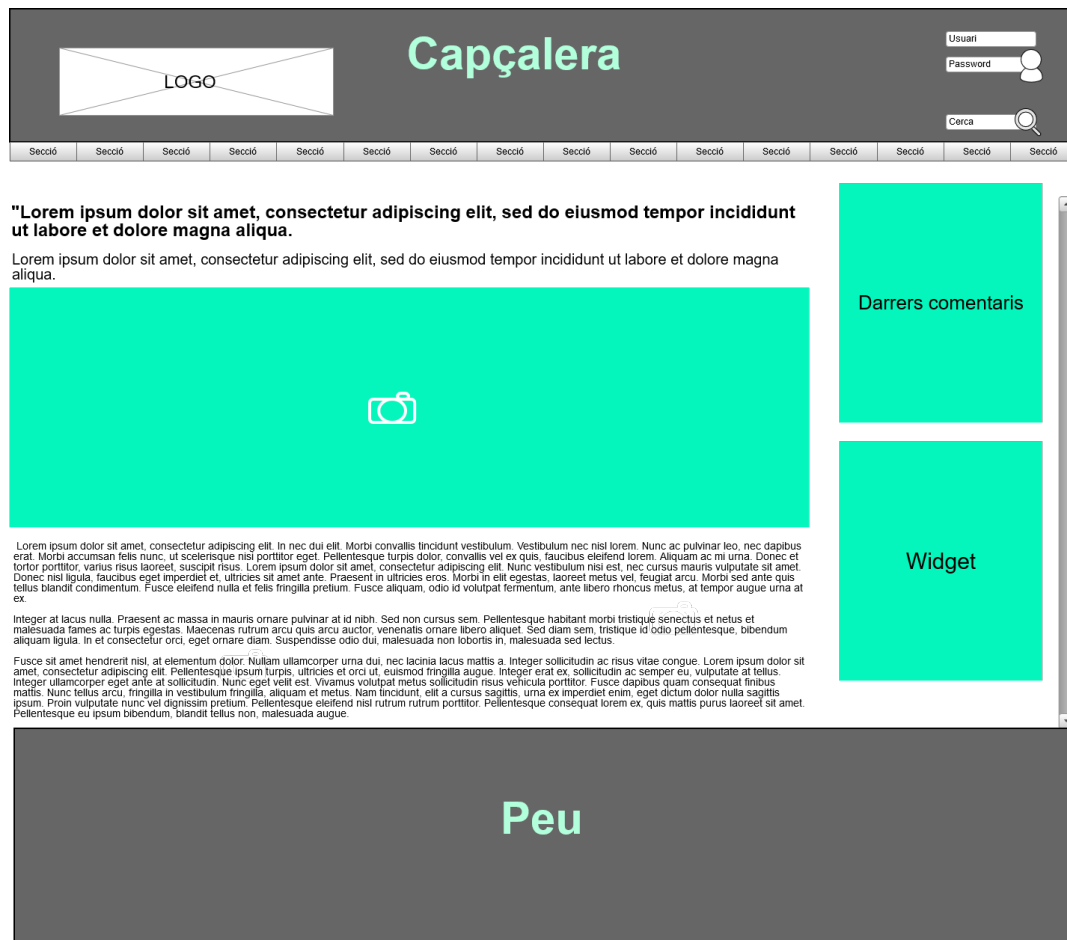 Capçalera
LOGO
Usuari
Password
Cerca
Secció Secció Secció Secció Secció Secció Secció Secció Secció Secció Secció Secció Secció Secció Secció Secció
"Lorem ipsum dolor sit amet, consectetur adipiscing elit, sed do eiusmod tempor incididunt
ut labore et dolore magna aliqua.
Lorem ipsum dolor sit amet, consectetur adipiscing elit, sed do eiusmod tempor incididunt ut labore et dolore magna
aliqua.
Lorem ipsum dolor sit amet, consectetur adipiscing elit. In nec dui elit. Morbi convallis tincidunt vestibulum. Vestibulum nec nisl lorem. Nunc ac pulvinar leo, nec dapibus
erat. Morbi accumsan felis nunc, ut scelerisque nisi porttitor eget. Pellentesque turpis dolor, convallis vel ex quis, faucibus eleifend lorem. Aliquam ac mi urna. Donec et
tortor porttitor, varius risus laoreet, suscipit risus. Lorem ipsum dolor sit amet, consectetur adipiscing elit. Nunc vestibulum nisi est, nec cursus mauris vulputate sit amet.
Donec nisl ligula, faucibus eget imperdiet et, ultricies sit amet ante. Praesent in ultricies eros. Morbi in elit egestas, laoreet metus vel, feugiat arcu. Morbi sed ante quis
tellus blandit condimentum. Fusce eleifend nulla et felis fringilla pretium. Fusce aliquam, odio id volutpat fermentum, ante libero rhoncus metus, at tempor augue urna at
ex.
Integer at lacus nulla. Praesent ac massa in mauris ornare pulvinar at id nibh. Sed non cursus sem. Pellentesque habitant morbi tristique senectus et netus et
malesuada fames ac turpis egestas. Maecenas rutrum arcu quis arcu auctor, venenatis ornare libero aliquet. Sed diam sem, tristique id odio pellentesque, bibendum
aliquam ligula. In et consectetur orci, eget ornare diam. Suspendisse odio dui, malesuada non lobortis in, malesuada sed lectus.
Fusce sit amet hendrerit nisl, at elementum dolor. Nullam ullamcorper urna dui, nec lacinia lacus mattis a. Integer sollicitudin ac risus vitae congue. Lorem ipsum dolor sit
amet, consectetur adipiscing elit. Pellentesque ipsum turpis, ultricies et orci ut, euismod fringilla augue. Integer erat ex, sollicitudin ac semper eu, vulputate at tellus.
Integer ullamcorper eget ante at sollicitudin. Nunc eget velit est. Vivamus volutpat metus sollicitudin risus vehicula porttitor. Fusce dapibus quam consequat finibus
mattis. Nunc tellus arcu, fringilla in vestibulum fringilla, aliquam et metus. Nam tincidunt, elit a cursus sagittis, urna ex imperdiet enim, eget dictum dolor nulla sagittis
ipsum. Proin vulputate nunc vel dignissim pretium. Pellentesque eleifend nisl rutrum rutrum porttitor. Pellentesque consequat lorem ex, quis mattis purus laoreet sit amet.
Pellentesque eu ipsum bibendum, blandit tellus non, malesuada augue.
Darrers comentaris
Widget
Peu